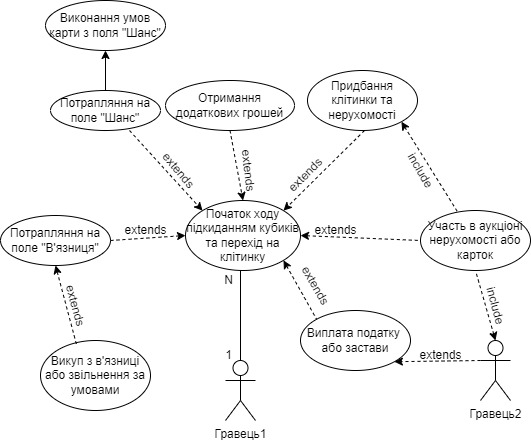 Виконання умов
карти з поля "Шанс"
Потрапляння на
поле "Шанс"
Отримання
додаткових грошей
Придбання
клітинки та
нерухомості
extends
extends
extends
include
Початок ходу
підкиданням кубиків
та перехід на
клітинку
Потрапляння на
поле "В'язниця"
extends
extends
Участь в аукціоні
нерухомості або
карток
extends
extends
include
N
Виплата податку
або застави
Викуп з в'язниці
або звільнення за
умовами
1
extends
Гравець1
Гравець2